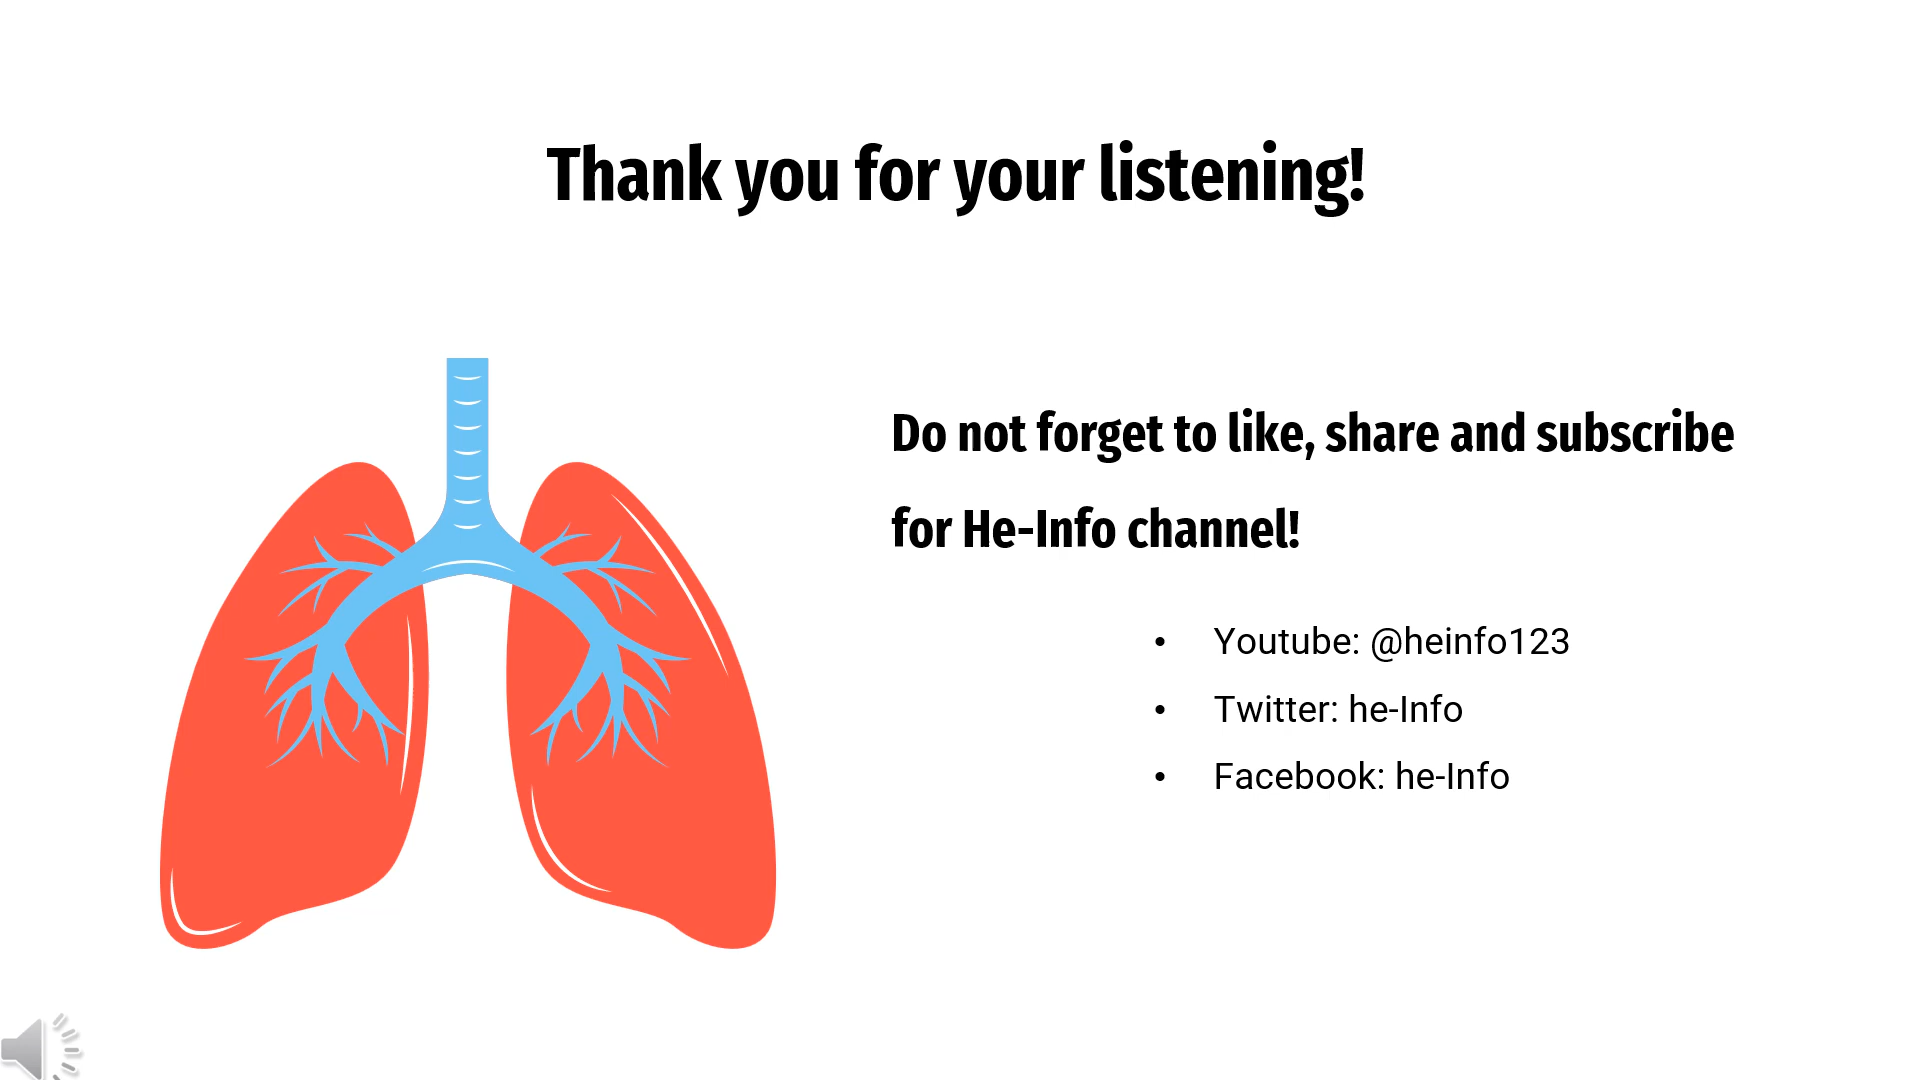 Thank you for your listening!
Do not forget to like, share and subscribe
for He-Info channel!
• Youtube: @heinfo123
• Twitter: he-Info
• Facebook: he-Info